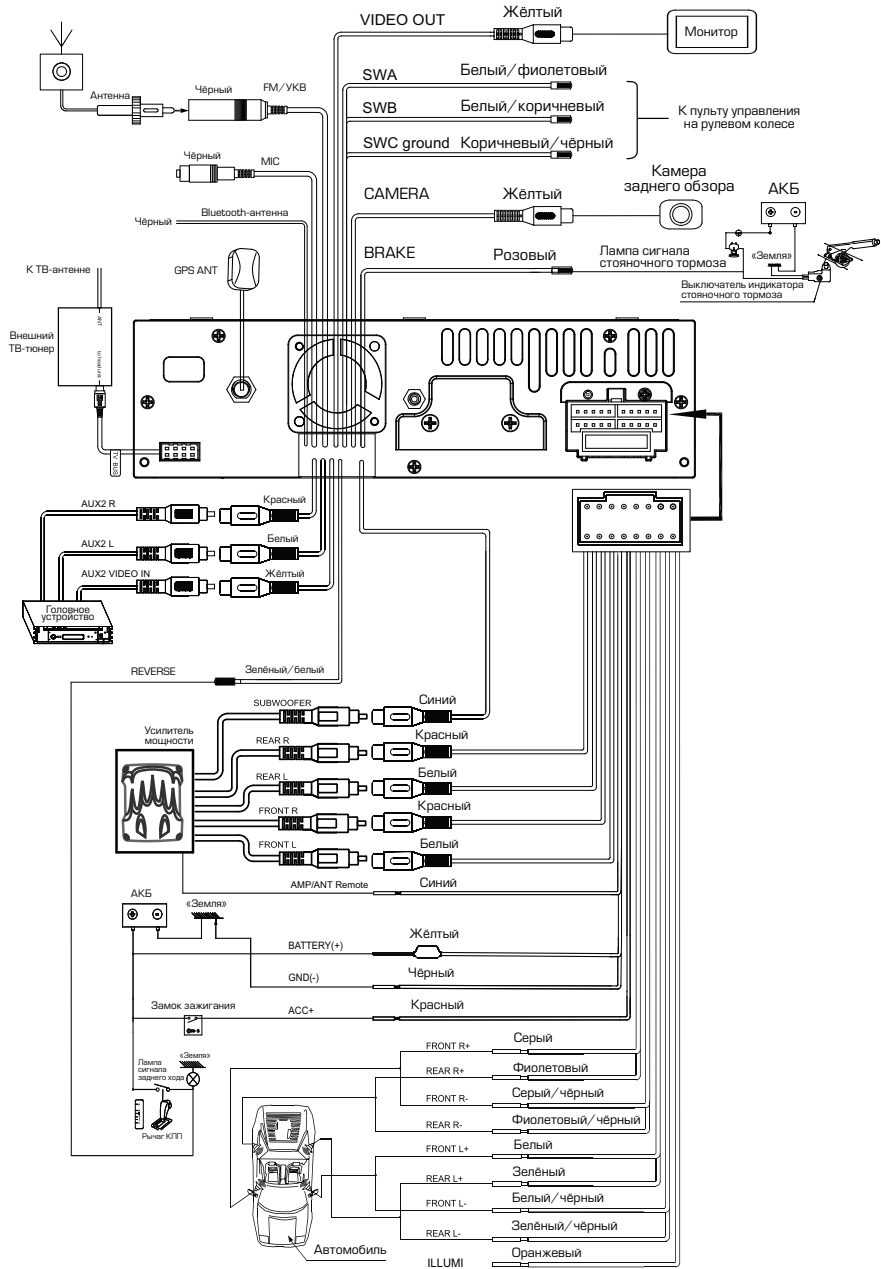 VIDEO OUT
Жёлтый
Монитор
SWA
Белый/фиолетовый
SWB
Белый/коричневый
SWC ground
Коричневый/чёрный
К пульту управления
на рулевом колесе
Антенна
Чёрный
FM/УКВ
Чёрный
MIC
CAMERA
Жёлтый
Камера
заднего обзора
АКБ
Чёрный
Bluetooth-антенна
BRAKE
Розовый
Лампа сигнала
стояночного тормоза
«Земля»
Выключатель индикатора
стояночного тормоза
К ТВ-антенне
GPS ANT
ANT
Внешний
ТВ-тюнер
TV BUS
AUX2 R
Красный
AUX2 L
Белый
AUX2 VIDEO IN
Жёлтый
Головное
устройство
REVERSE
Зелёный/белый
SUBWOOFER
Синий
Усилитель
мощности
REAR R
Красный
REAR L
Белый
FRONT R
Красный
FRONT L
Белый
AMP/ANT Remote
Синий
АКБ
«Земля»
BATTERY(+)
Жёлтый
GND(-)
Чёрный
Замок зажигания
ACC+
Красный
Лампа
сигнала
заднего хода
«Земля»
Рычаг КПП
FRONT R+
Серый
REAR R+
Фиолетовый
FRONT R-
Серый/чёрный
REAR R-
Фиолетовый/чёрный
FRONT L+
Белый
REAR L+
Зелёный
FRONT L-
Белый/чёрный
REAR L-
Зелёный/чёрный
Автомобиль
ILLUMI
Оранжевый